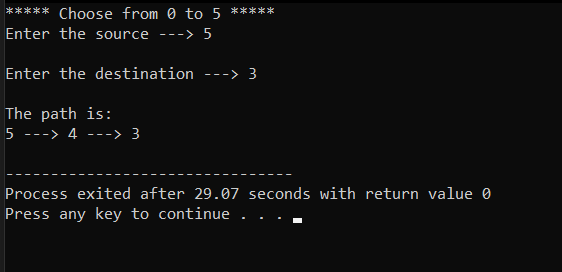 ***** Choose from 0 to 5 *****
Enter the source ---> 5
Enter the destination ---> 3
The path is:
5 ---> 4 ---> 3
--------------------------------
Process exited after 29.07 seconds with return value 0
Press any key to continue . . .